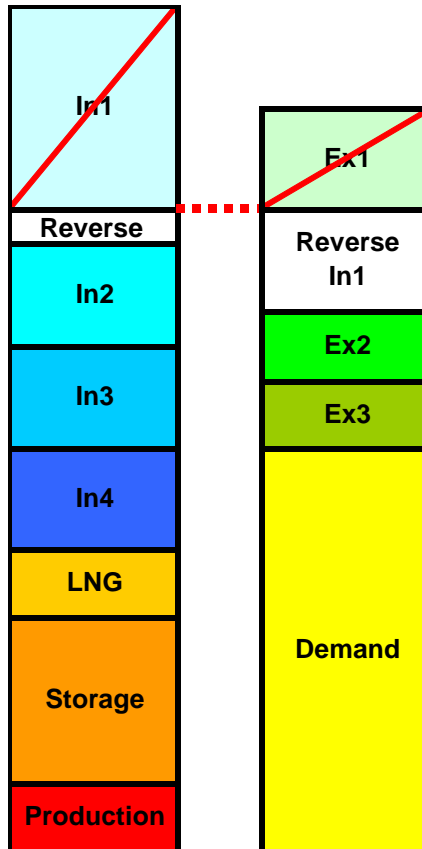 In1
Reverse
In2
In3
In4
LNG
Storage
Production
Ex1
Reverse
In1
Ex2
Ex3
Demand